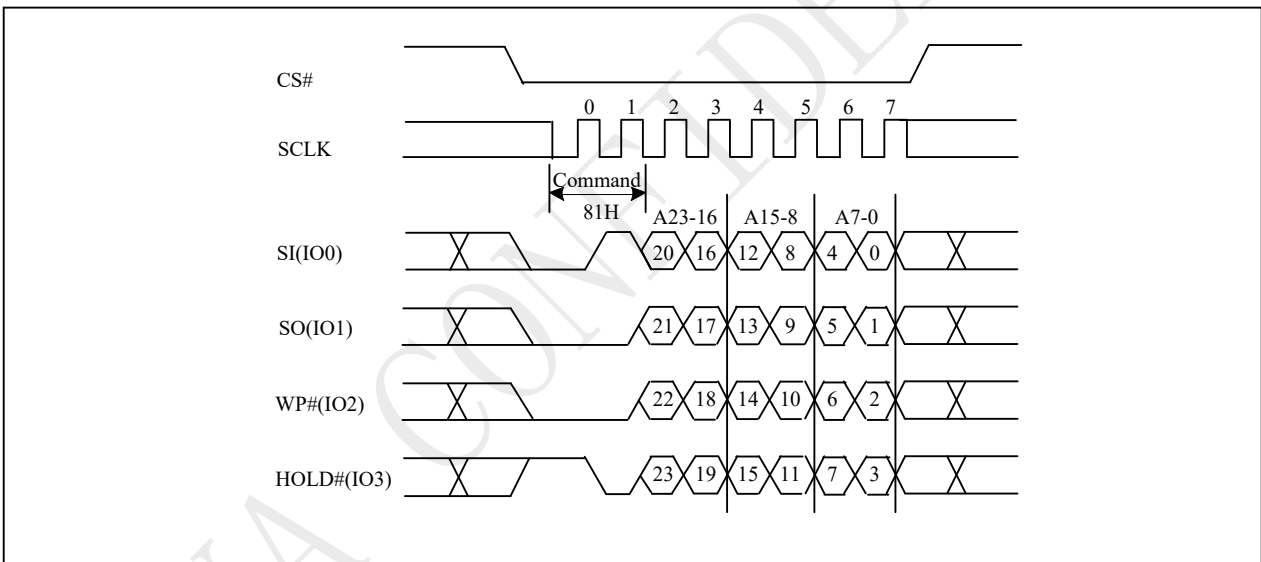 CS#
0 1 2 3 4 5 6 7
SCLK
Command
81H
A23-16 A15-8 A7-0
SI(IO0) 20 16 12 8 4 0
SO(IO1) 21 17 13 9 5 1
WP#(IO2) 22 18 14 10 6 2
HOLD#(IO3) 23 19 15 11 7 3